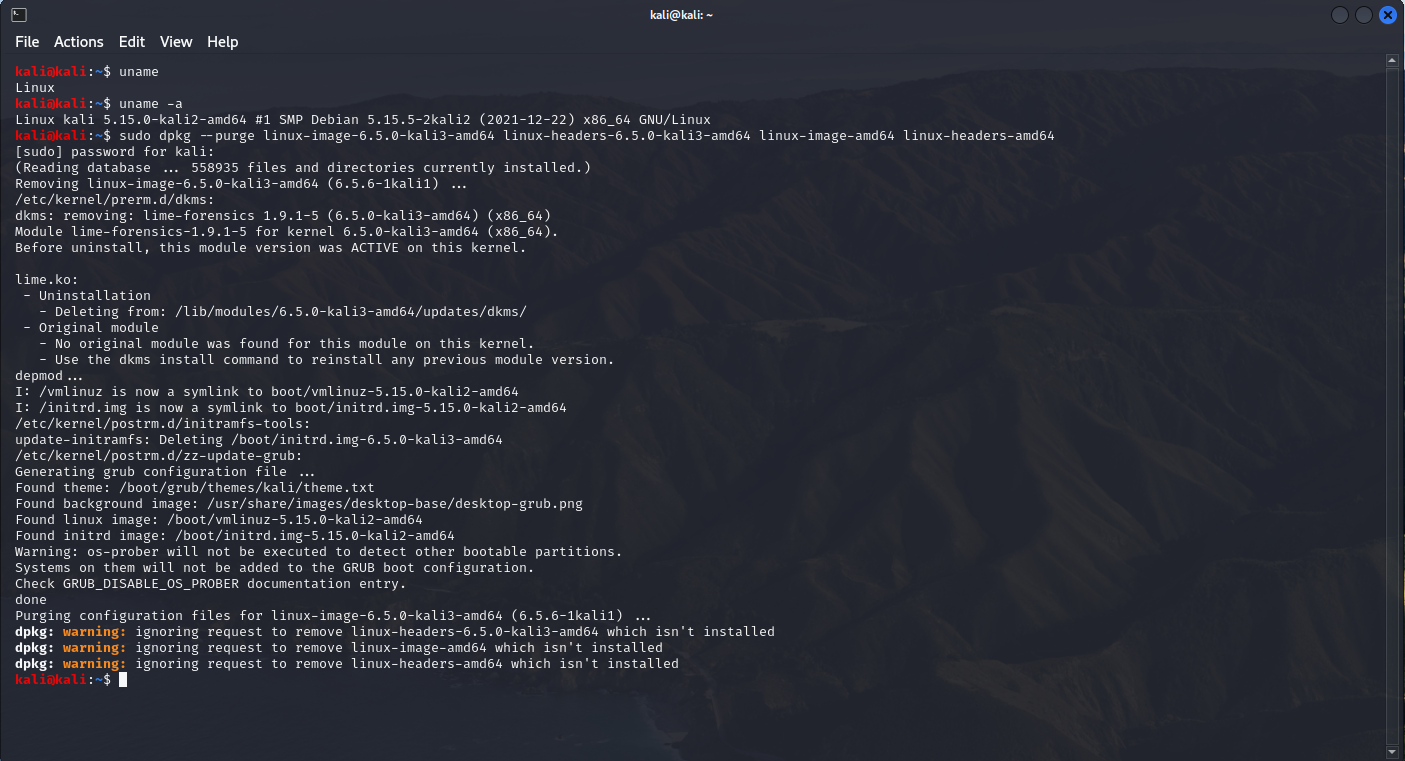 kali@kali: ~
File Actions Edit View Help
kali@kali:~$ uname
Linux
kali@kali:~$ uname -a
Linux kali 5.15.0-kali2-amd64 #1 SMP Debian 5.15.5-2kali2 (2021-12-22) x86_64 GNU/Linux
kali@kali:~$ sudo dpkg --purge linux-image-6.5.0-kali3-amd64 linux-headers-6.5.0-kali3-amd64 linux-image-amd64 linux-headers-amd64
[sudo] password for kali:
(Reading database ... 558935 files and directories currently installed.)
Removing linux-image-6.5.0-kali3-amd64 (6.5.6-1kali1) ...
/etc/kernel/prerm.d/dkms:
dkms: removing: lime-forensics 1.9.1-5 (6.5.0-kali3-amd64) (x86_64)
Module lime-forensics-1.9.1-5 for kernel 6.5.0-kali3-amd64 (x86_64).
Before uninstall, this module version was ACTIVE on this kernel.

lime.ko:
 - Uninstallation
   - Deleting from: /lib/modules/6.5.0-kali3-amd64/updates/dkms/
 - Original module
   - No original module was found for this module on this kernel.
   - Use the dkms install command to reinstall any previous module version.
depmod...
I: /vmlinuz is now a symlink to boot/vmlinuz-5.15.0-kali2-amd64
I: /initrd.img is now a symlink to boot/initrd.img-5.15.0-kali2-amd64
/etc/kernel/postrm.d/initramfs-tools:
update-initramfs: Deleting /boot/initrd.img-6.5.0-kali3-amd64
/etc/kernel/postrm.d/zz-update-grub:
Generating grub configuration file ...
Found theme: /boot/grub/themes/kali/theme.txt
Found background image: /usr/share/images/desktop-base/desktop-grub.png
Found linux image: /boot/vmlinuz-5.15.0-kali2-amd64
Found initrd image: /boot/initrd.img-5.15.0-kali2-amd64
Warning: os-prober will not be executed to detect other bootable partitions.
Systems on them will not be added to the GRUB boot configuration.
Check GRUB_DISABLE_OS_PROBER documentation entry.
done
Purging configuration files for linux-image-6.5.0-kali3-amd64 (6.5.6-1kali1) ...
dpkg: warning: ignoring request to remove linux-headers-6.5.0-kali3-amd64 which isn't installed
dpkg: warning: ignoring request to remove linux-image-amd64 which isn't installed
dpkg: warning: ignoring request to remove linux-headers-amd64 which isn't installed
kali@kali:~$